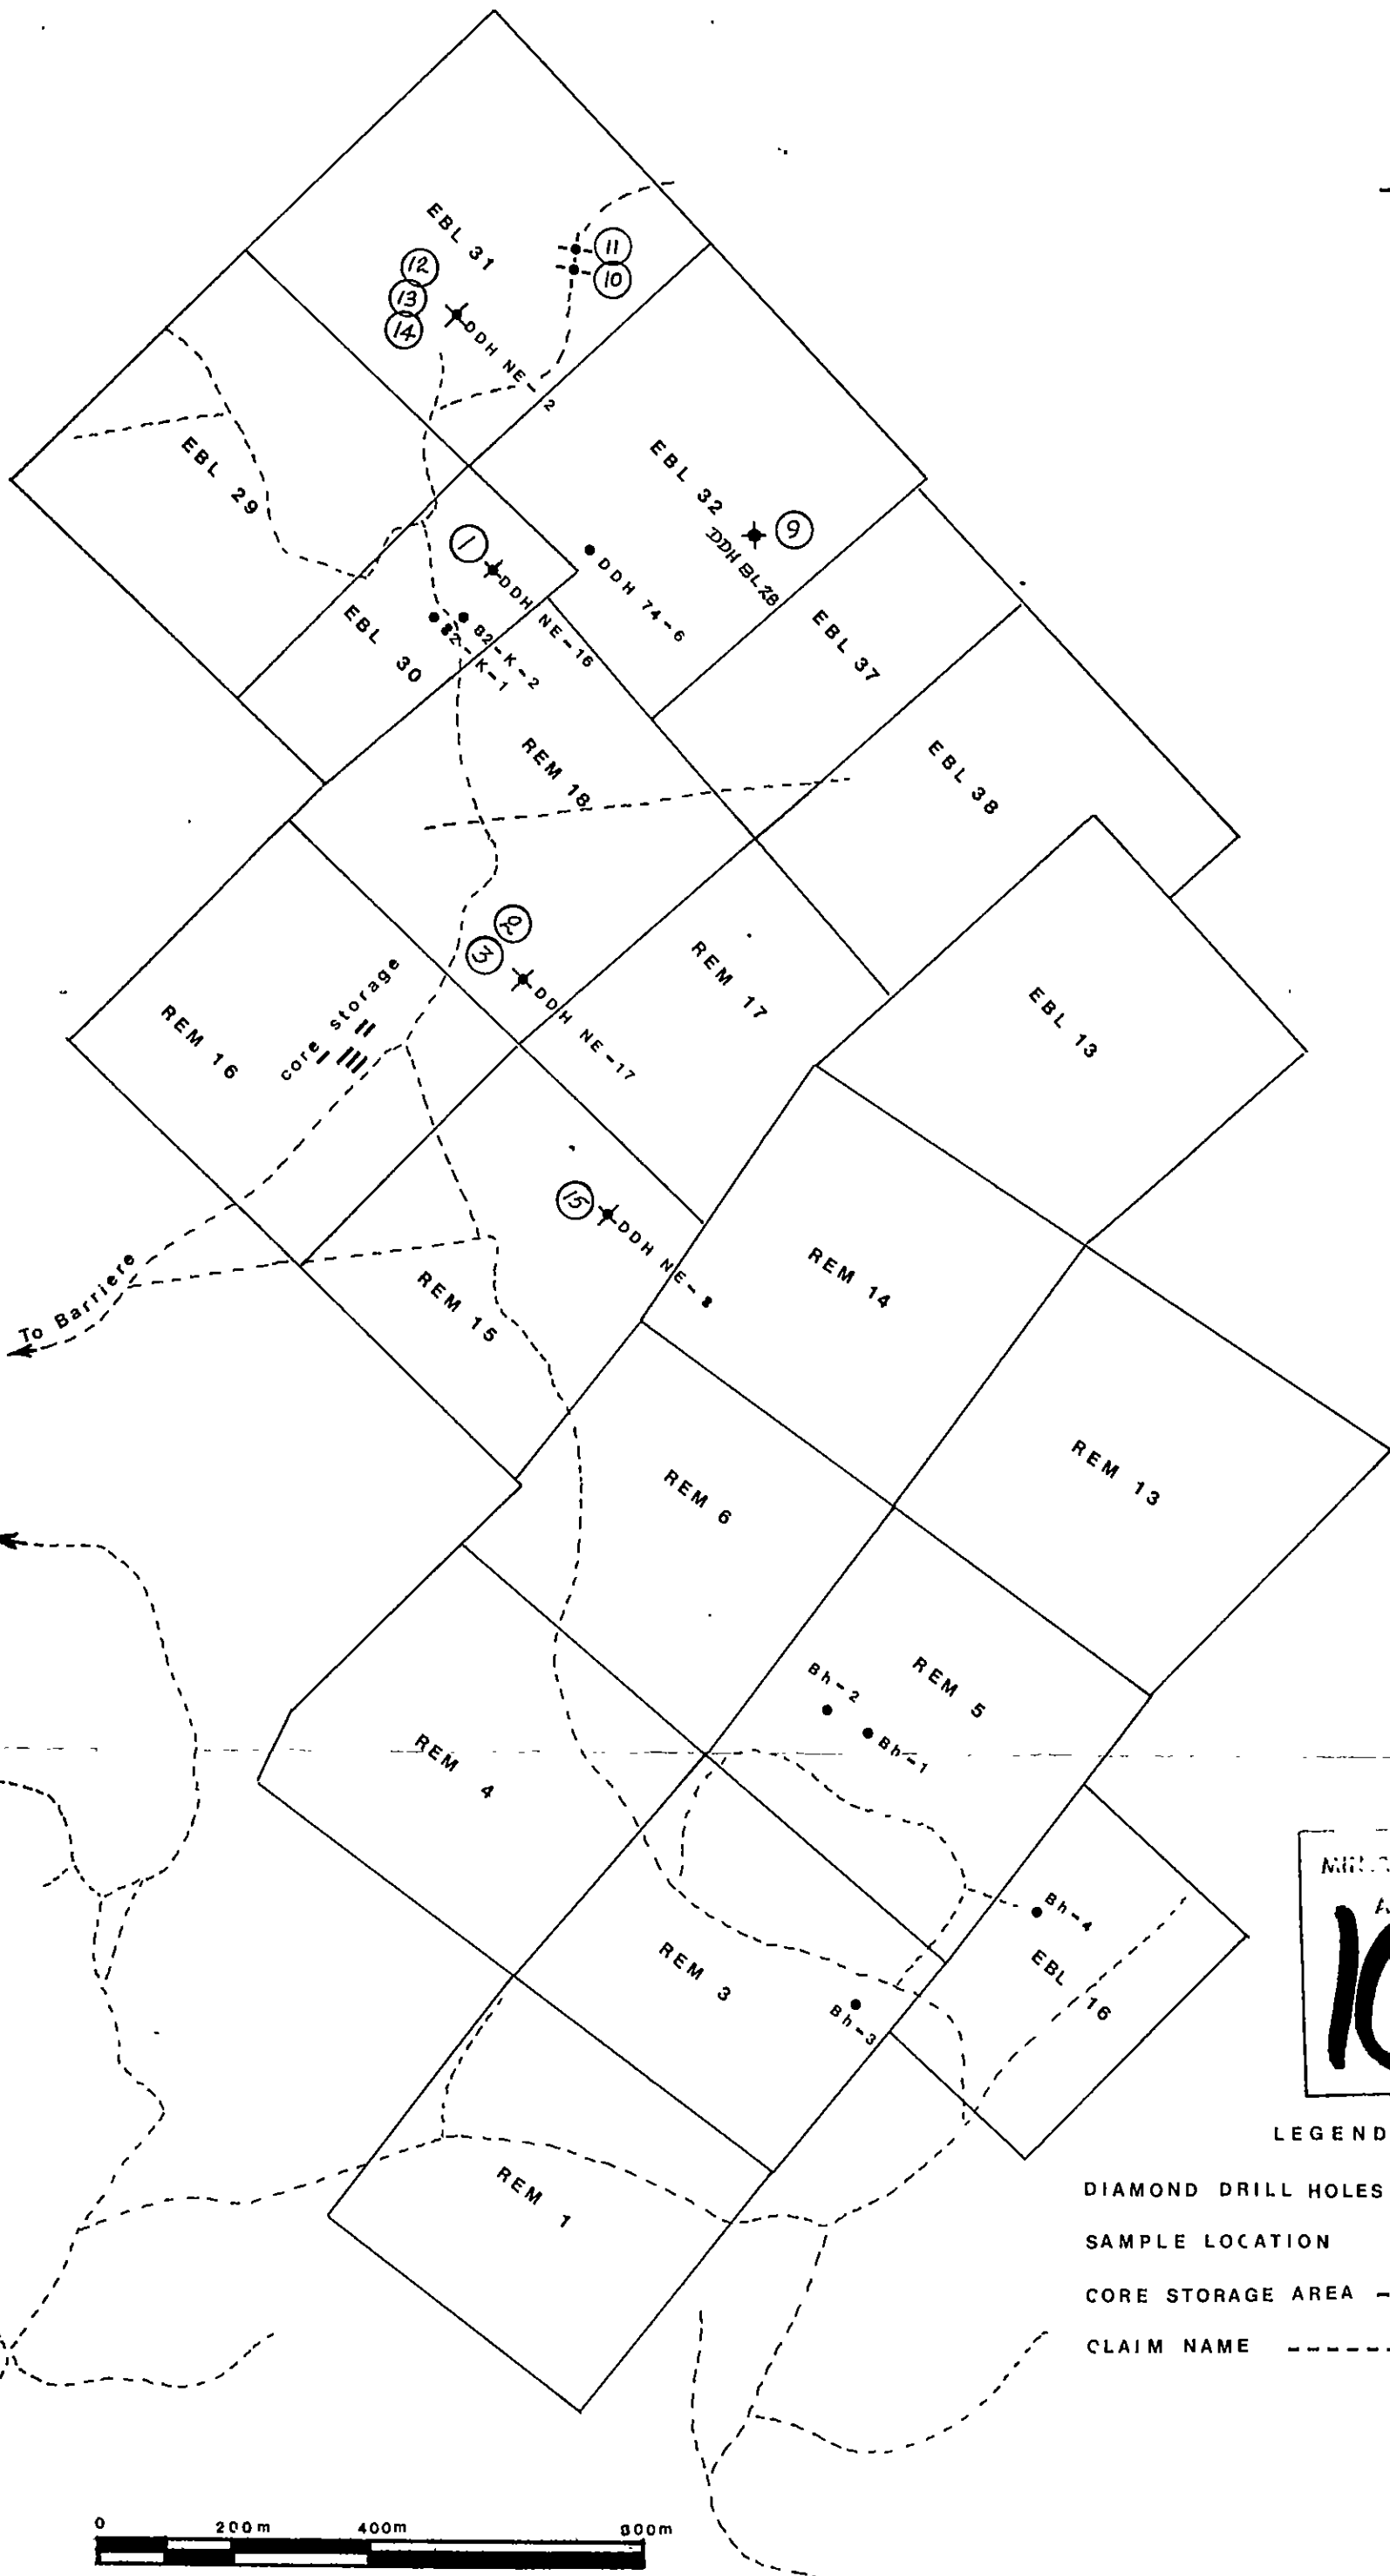 EBL 31
11
10
12
13
14
DDH NE-2
EBL 29
EBL 32
9
DDH BL28
1
DDH NE-16
DDH 74-6
82-K-2
82-K-1
EBL 30
EBL 37
REM 18
EBL 38
2
3
DDH NE-17
REM 17
EBL 13
core storage
REM 16
15
DDH NE-8
REM 14
To Barriere
REM 15
REM 6
REM 13
Bh-2
REM 5
Bh-1
REM 4
Bh-4
REM 3
EBL 16
Bh-3
LEGEND
REM 1
DIAMOND DRILL HOLES
SAMPLE LOCATION
CORE STORAGE AREA -
CLAIM NAME -----
0 200m 400m 800m